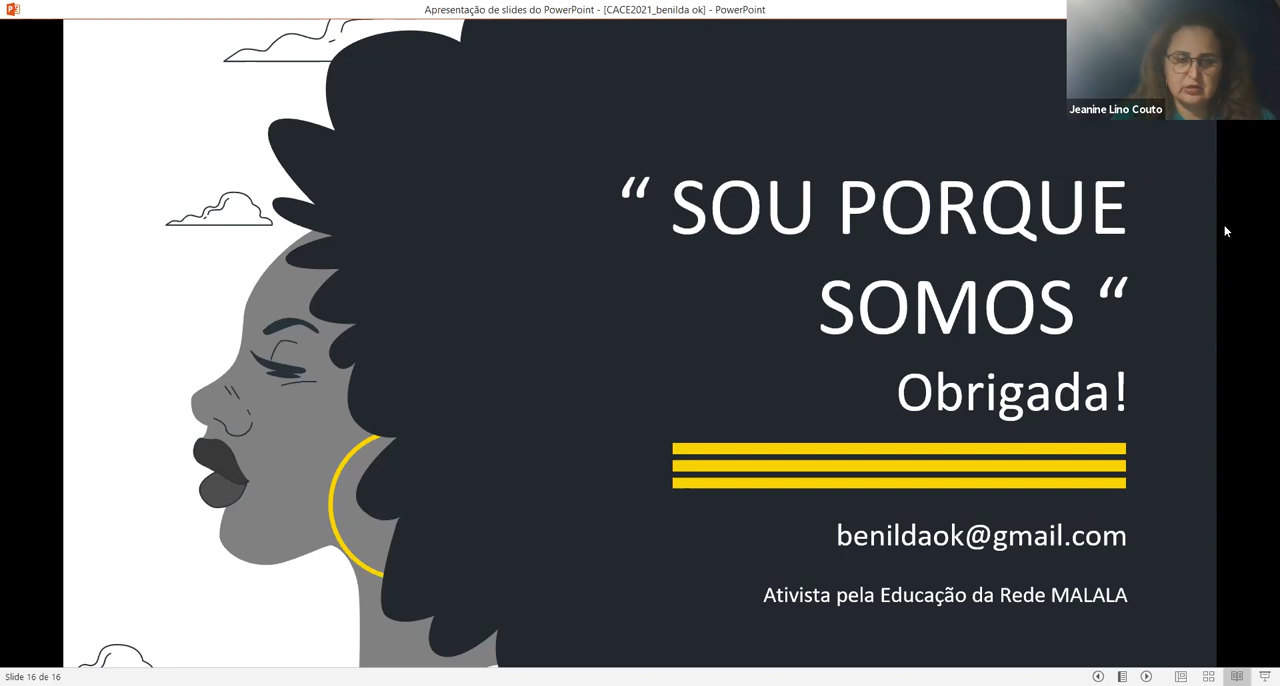 Apresentação de slides do PowerPoint - [CACE2021_benilda ok] - PowerPoint
Jeanine Lino Couto
“ SOU PORQUE
SOMOS “
Obrigada!
benildaok@gmail.com
Ativista pela Educação da Rede MALALA
Slide 16 de 16